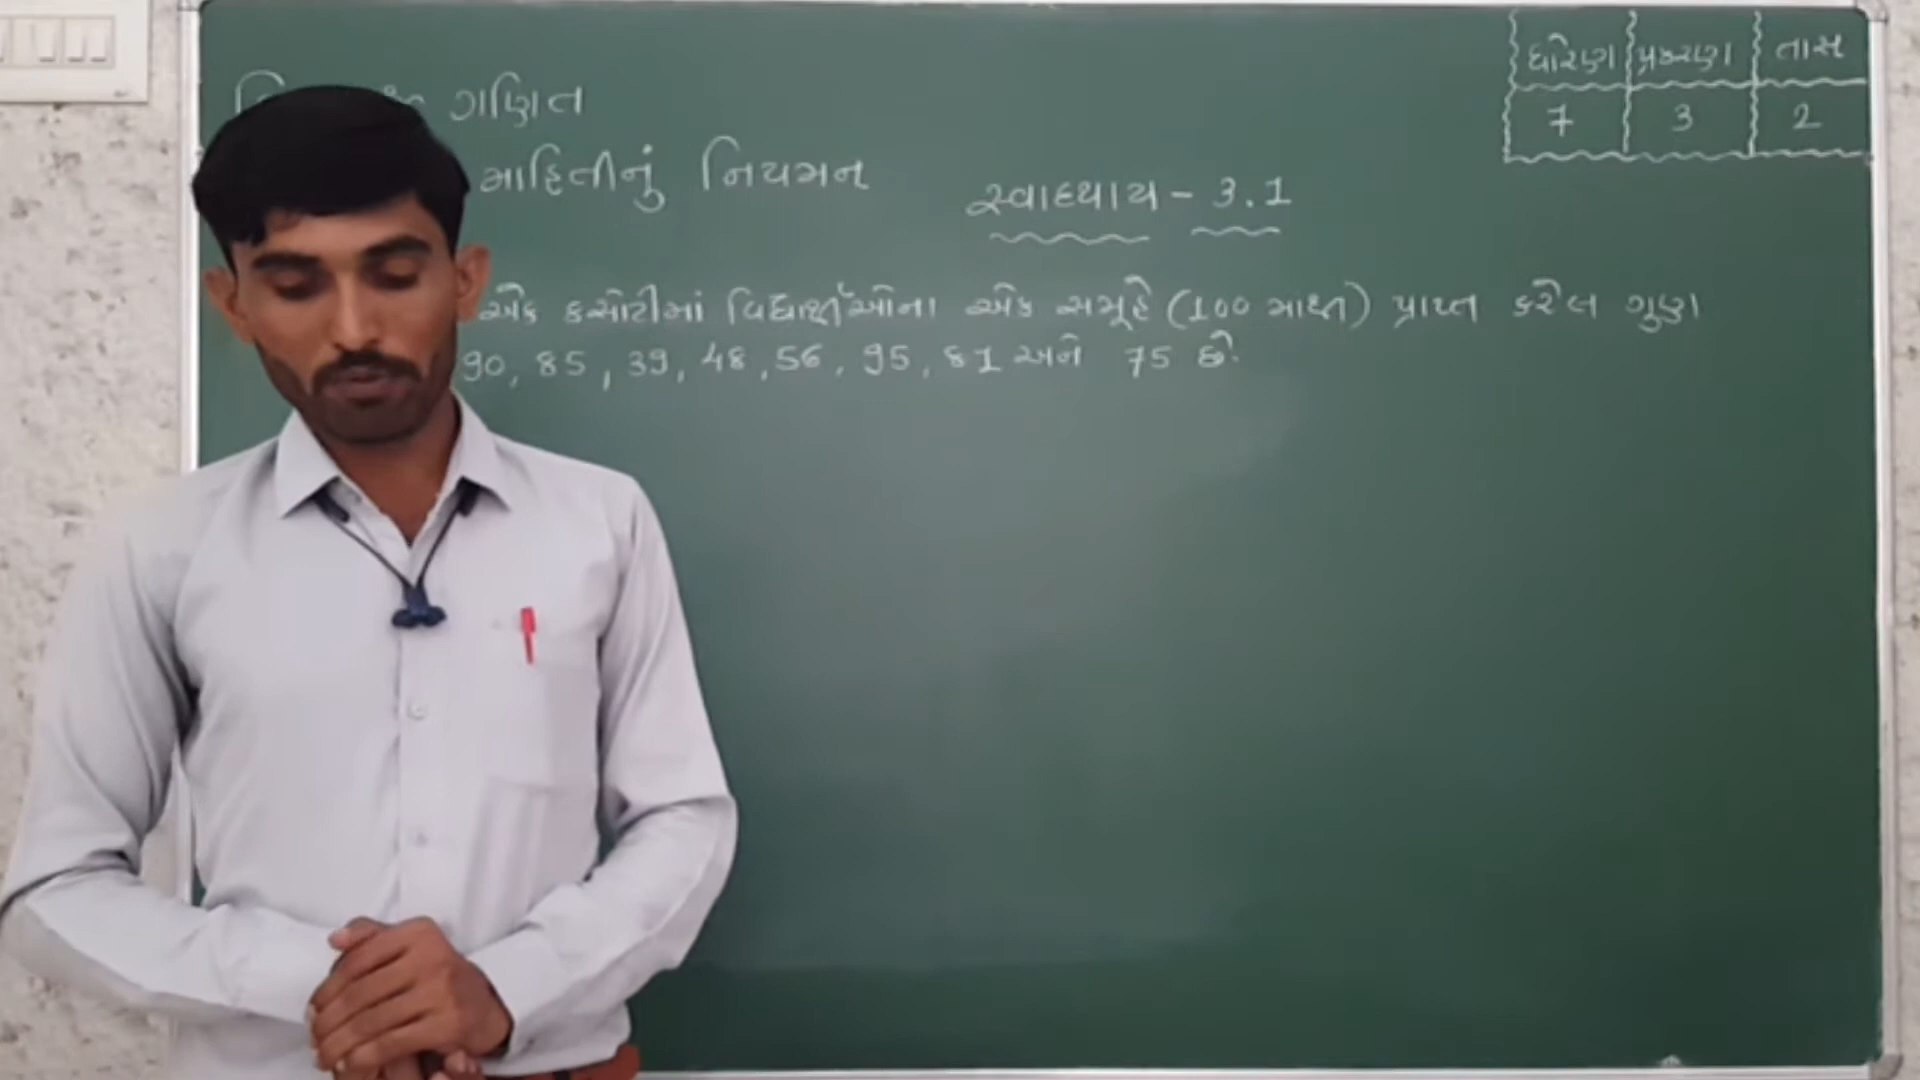 ગણિત
માહિતીનું નિયમન
ધોરણ પ્રકરણ તાસ
7 3 2
સ્વાધ્યાય - 3.1
એક કસોટીમાં વિદ્યાર્થીઓના એક સમૂહે (100 માંથી) પ્રાપ્ત કરેલ ગુણ
90, 85, 39, 48, 56, 95, 81 અને 75 છે.